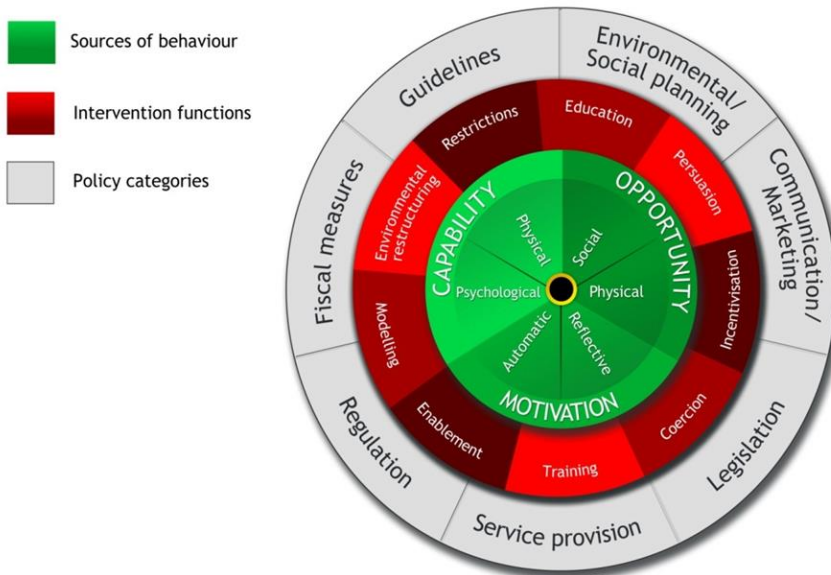 Sources of behaviour
Intervention functions
Policy categories
Guidelines
Environmental/
Social planning
Communication/
Marketing
Legislation
Service provision
Regulation
Fiscal measures
Restrictions
Education
Persuasion
Incentivisation
Coercion
Training
Enablement
Modelling
Environmental
restructuring
CAPABILITY
OPPORTUNITY
MOTIVATION
Physical
Social
Psychological
Physical
Automatic
Reflective